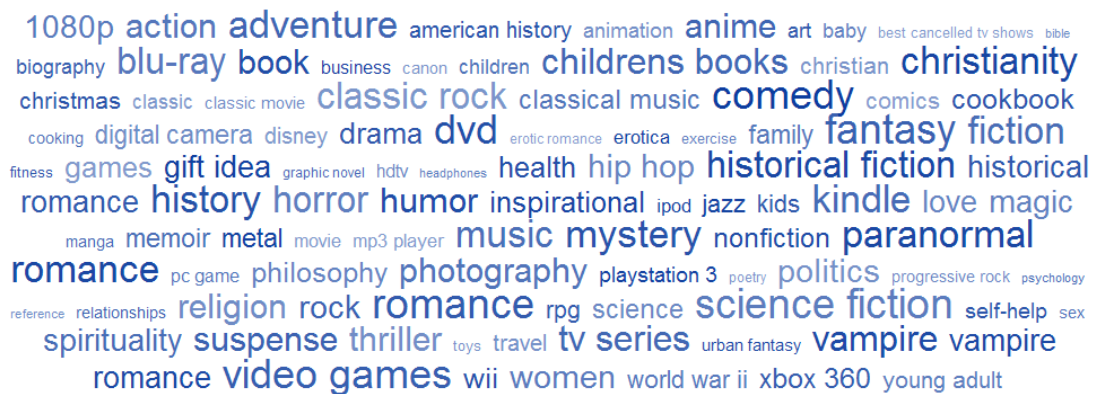 1080p action adventure american history animation anime art baby best cancelled tv shows bible
biography blu-ray book business canon children childrens books christian christianity
christmas classic classic movie classic rock classical music comedy comics cookbook
cooking digital camera disney drama dvd erotic romance erotica exercise family fantasy fiction
fitness games gift idea graphic novel hdtv headphones health hip hop historical fiction historical
romance history horror humor inspirational ipod jazz kids kindle love magic
manga memoir metal movie mp3 player music mystery nonfiction paranormal
romance pc game philosophy photography playstation 3 poetry politics progressive rock psychology
reference relationships religion rock romance rpg science science fiction self-help sex
spirituality suspense thriller toys travel tv series urban fantasy vampire vampire
romance video games wii women world war ii xbox 360 young adult